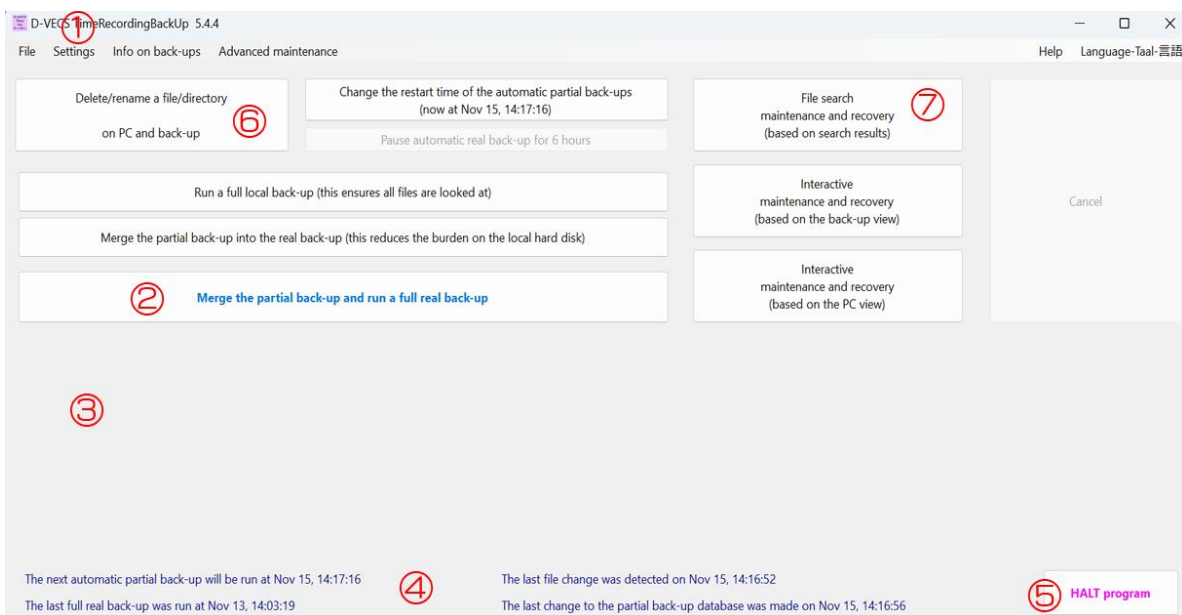 D-VECS TimeRecordingBackUp 5.4.4
①
File Settings Info on back-ups Advanced maintenance Help Language-Taal-言語
Delete/rename a file/directory
on PC and back-up
⑥
Change the restart time of the automatic partial back-ups
(now at Nov 15, 14:17:16)
Pause automatic real back-up for 6 hours
File search
maintenance and recovery
(based on search results)
⑦
Cancel
Run a full local back-up (this ensures all files are looked at)
Interactive
maintenance and recovery
(based on the back-up view)
Merge the partial back-up into the real back-up (this reduces the burden on the local hard disk)
② Merge the partial back-up and run a full real back-up
Interactive
maintenance and recovery
(based on the PC view)
③
The next automatic partial back-up will be run at Nov 15, 14:17:16
The last full real back-up was run at Nov 13, 14:03:19
④
The last file change was detected on Nov 15, 14:16:52
The last change to the partial back-up database was made on Nov 15, 14:16:56
⑤ HALT program